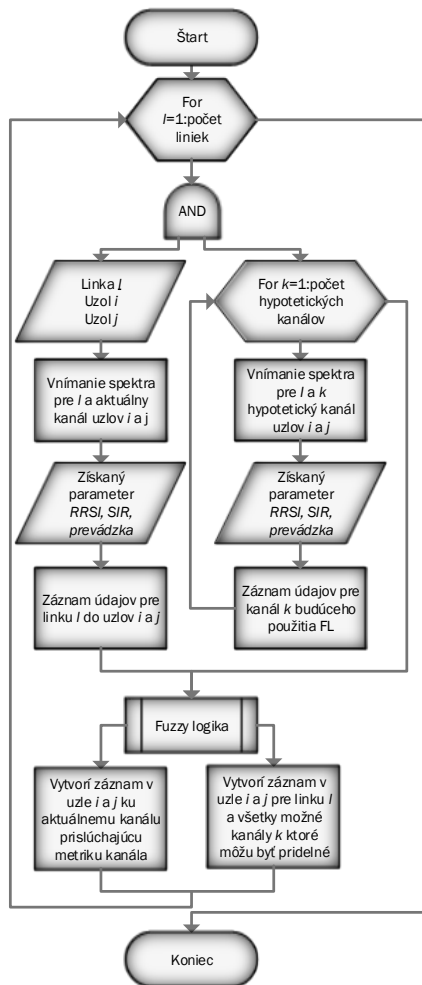 Štart
For
l=1:počet
liniek
AND
Linka l
Uzol i
Uzol j
For k=1:počet
hypotetických
kanálov
Vnímanie spektra
pre l a aktuálny
kanál uzlov i a j
Vnímanie spektra
pre l a k
hypotetický kanál
uzlov i a j
Získaný
parameter
RRSI, SIR,
prevádzka
Získaný
parameter
RRSI, SIR,
prevádzka
Záznam údajov pre
linku l do uzlov i a j
Záznam údajov pre
kanál k budúceho
použitia FL
Fuzzy logika
Vytvorí záznam v
uzle i a j ku
aktuálnemu kanálu
prislúchajúcu
metriku kanála
Vytvorí záznam v
uzle i a j pre linku l
a všetky možné
kanály k ktoré
môžu byť pridelné
Koniec